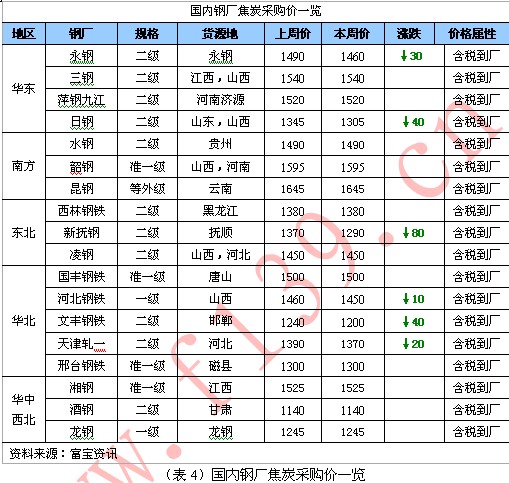 国内钢厂焦炭采购价一览
地区 钢厂 规格 货源地 上周价 本周价 涨跌 价格属性
华东 永钢 二级 永钢 1490 1460 ↓30 含税到厂
三钢 二级 江西，山西 1540 1540 含税到厂
萍钢九江 二级 河南济源 1520 1520 含税到厂
日钢 二级 山东，山西 1345 1305 ↓40 含税到厂
南方 水钢 二级 贵州 1490 1490 含税到厂
韶钢 准一级 山西，河南 1595 1595 含税到厂
昆钢 等外级 云南 1645 1645 含税到厂
东北 西林钢铁 二级 黑龙江 1380 1380 含税到厂
新抚钢 二级 抚顺 1370 1290 ↓80 含税到厂
凌钢 二级 山西，河北 1450 1450 含税到厂
华北 国丰钢铁 准一级 唐山 1500 1500 含税到厂
河北钢铁 一级 山西 1460 1450 ↓10 含税到厂
文丰钢铁 二级 邯郸 1240 1200 ↓40 含税到厂
天津轧一 二级 河北 1390 1370 ↓20 含税到厂
邢台钢铁 准一级 磁县 1300 1300 含税到厂
华中西北 湘钢 准一级 江西 1525 1525 含税到厂
酒钢 二级 甘肃 1140 1140 含税到厂
龙钢 一级 龙钢 1245 1245 含税到厂
资料来源：富宝资讯
（表 4）国内钢厂焦炭采购价一览
www.f139.cn